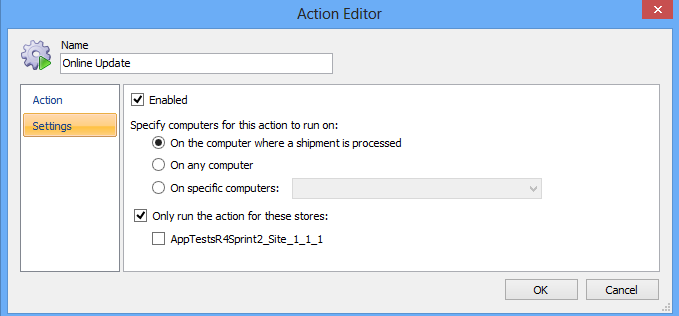 Action Editor
Name
Online Update
Action
Settings
Enabled
Specify computers for this action to run on:
On the computer where a shipment is processed
On any computer
On specific computers:
Only run the action for these stores:
AppTestsR4Sprint2_Site_1_1_1
OK Cancel